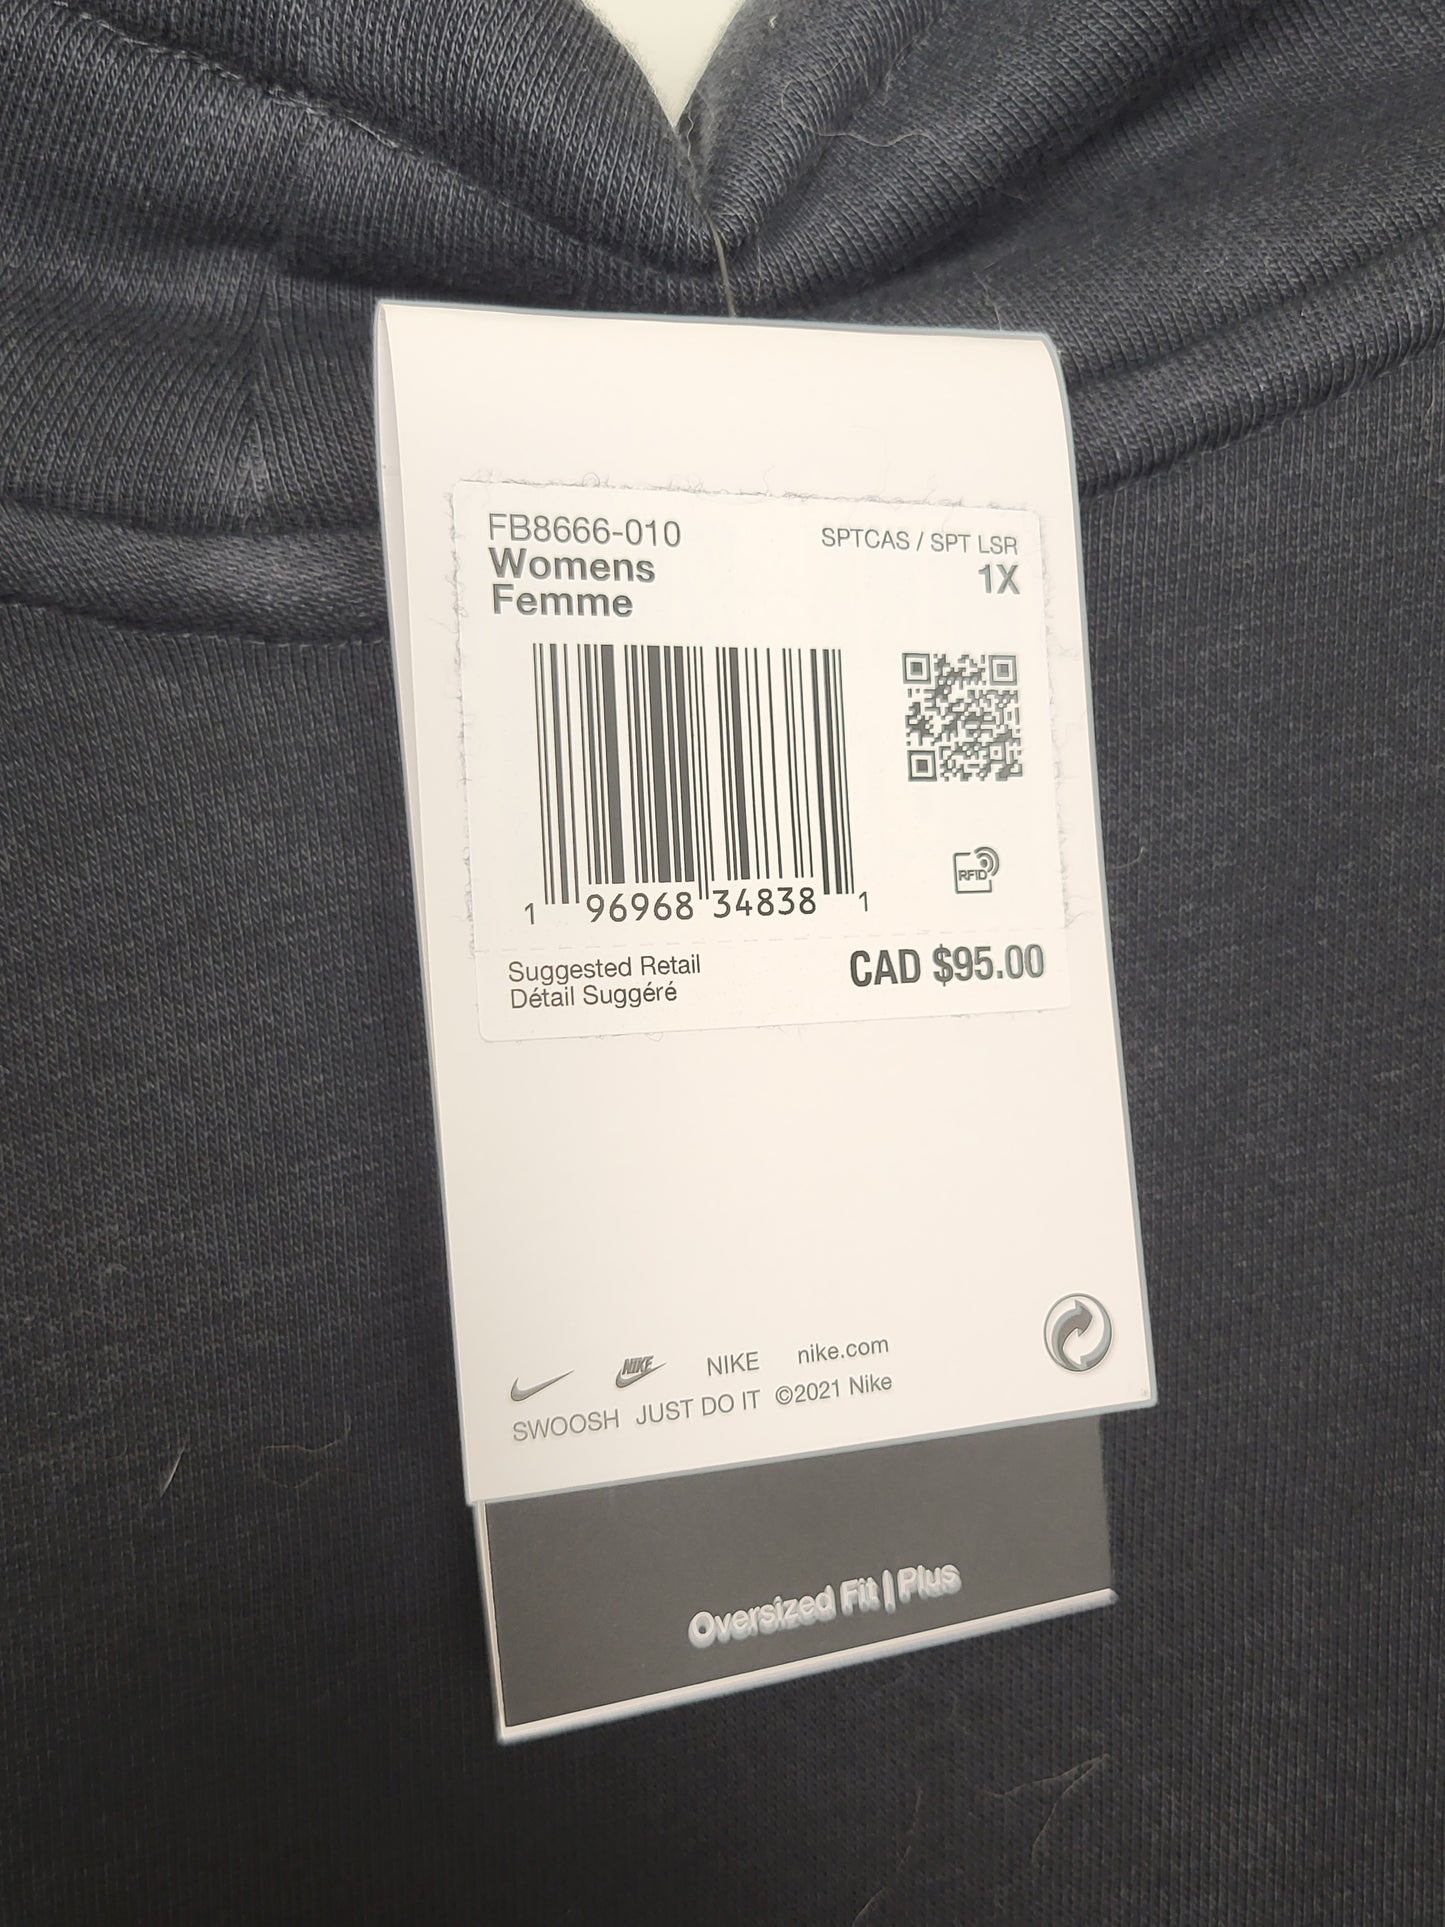 FB8666-010
Womens
Femme
SPTCAS / SPT LSR
1X
1 96968 34838 1
RFID
Suggested Retail
Détail Suggéré
CAD $95.00
NIKE NIKE nike.com
SWOOSH JUST DO IT ©2021 Nike
Oversized Fit | Plus